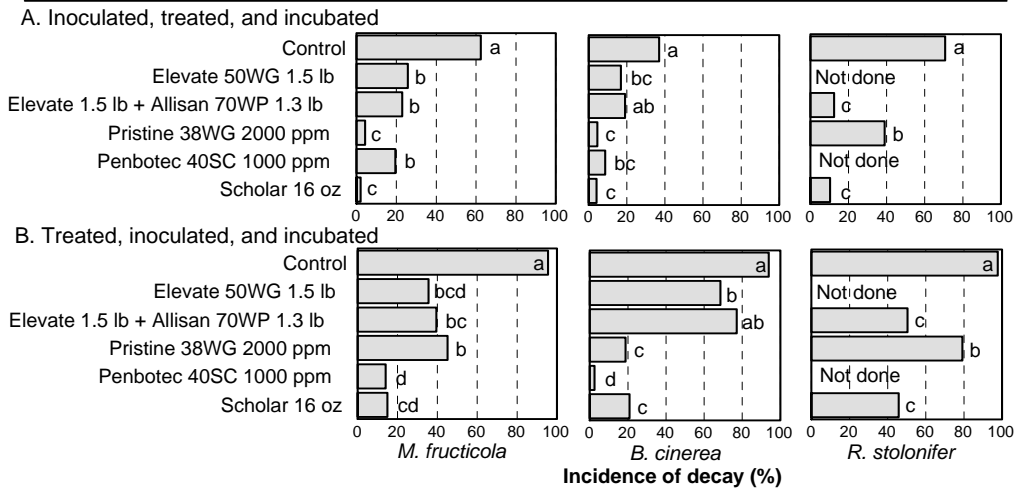 A. Inoculated, treated, and incubated
Control a a a
Elevate 50WG 1.5 lb b bc Not done
Elevate 1.5 lb + Allisan 70WP 1.3 lb b ab c
Pristine 38WG 2000 ppm c c b
Penbotec 40SC 1000 ppm b bc Not done
Scholar 16 oz c c c
0 20 40 60 80 100 0 20 40 60 80 100 0 20 40 60 80 100
B. Treated, inoculated, and incubated
Control a a a
Elevate 50WG 1.5 lb bcd b Not done
Elevate 1.5 lb + Allisan 70WP 1.3 lb bc ab c
Pristine 38WG 2000 ppm b c b
Penbotec 40SC 1000 ppm d d Not done
Scholar 16 oz cd c c
0 20 40 60 80 100 0 20 40 60 80 100 0 20 40 60 80 100
M. fructicola B. cinerea R. stolonifer
Incidence of decay (%)